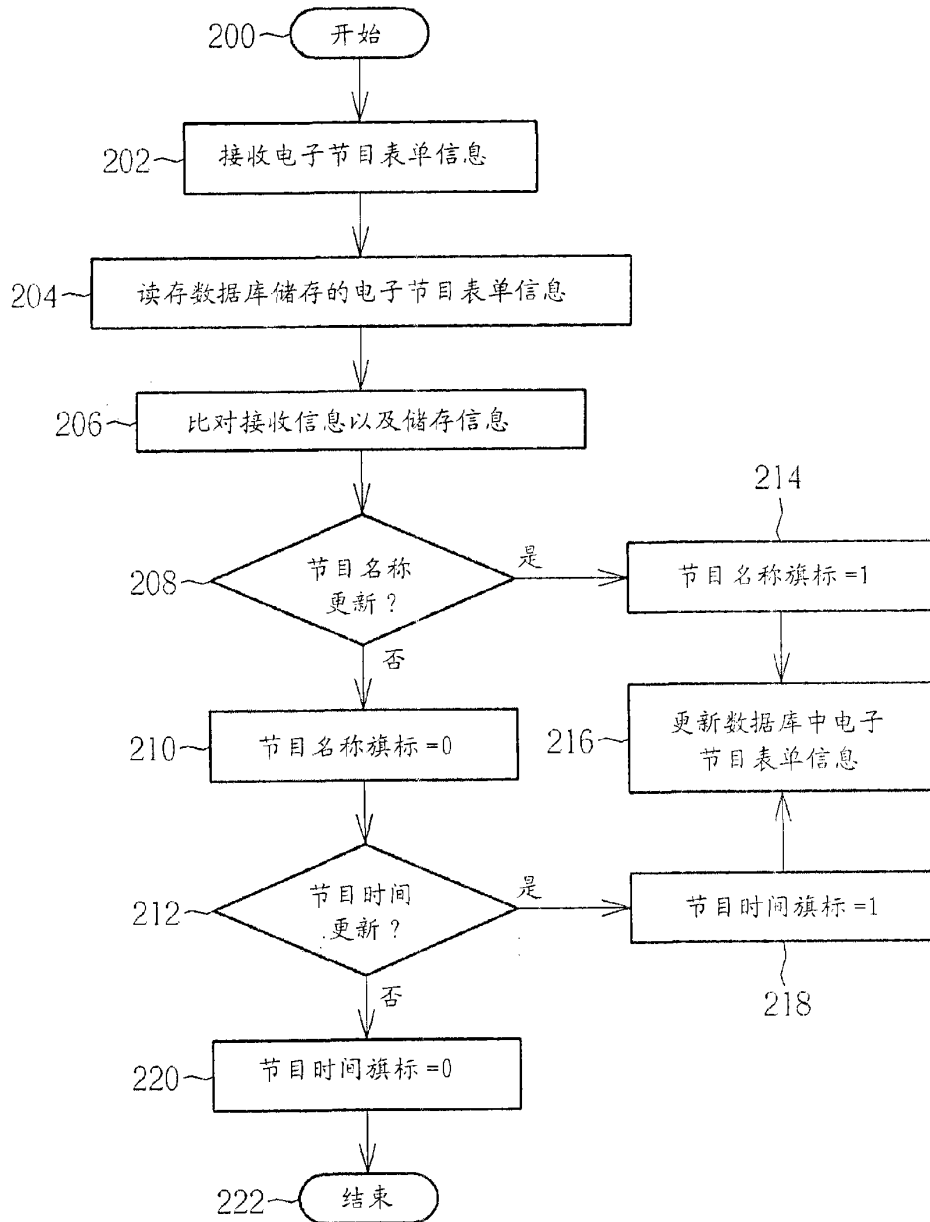 200
开始
202
接收电子节目表单信息
204
读存数据库储存的电子节目表单信息
206
比对接收信息以及储存信息
208
节目名称
更新?
是
214
节目名称旗标=1
否
210
节目名称旗标=0
216
更新数据库中电子
节目表单信息
212
节目时间
更新?
是
节目时间旗标=1
218
否
220
节目时间旗标=0
222
结束